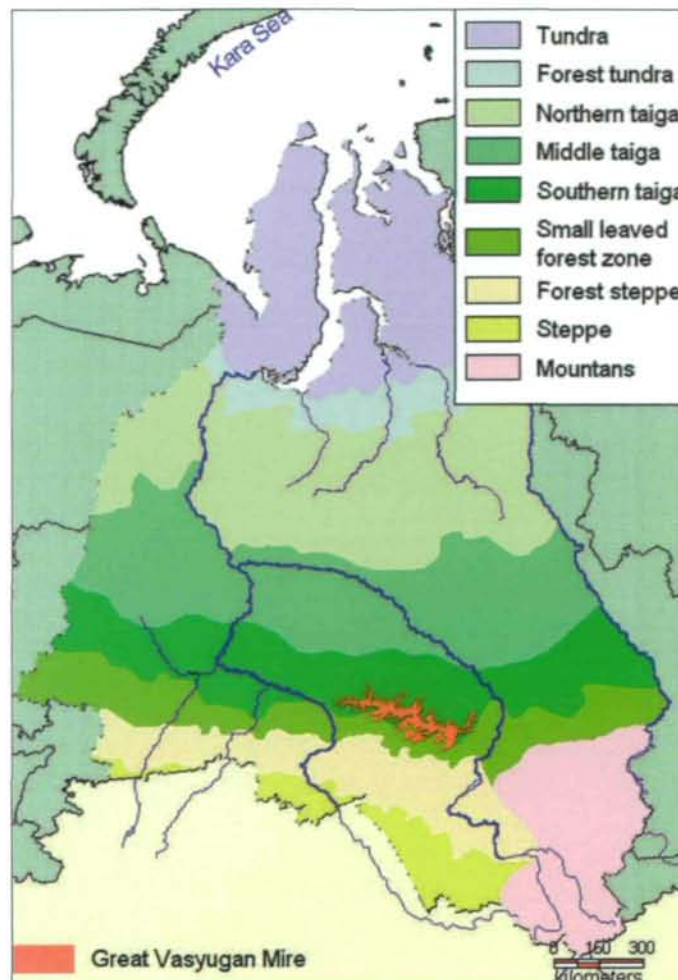 Kara Sea
Tundra
Forest tundra
Northern taiga
Middle taiga
Southern taiga
Small leaved
forest zone
Forest steppe
Steppe
Mountans
Great Vasyugan Mire
0 150 300
Kilometers